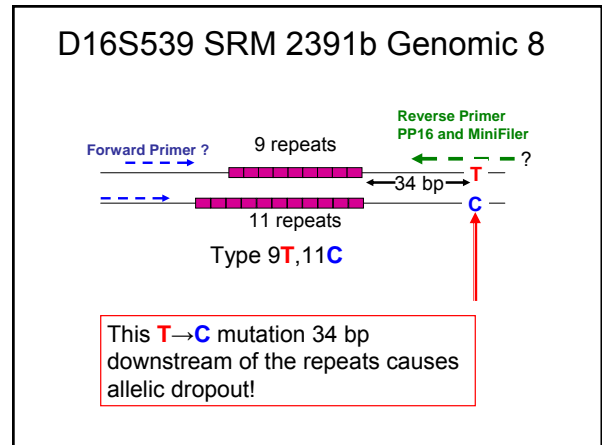 D16S539 SRM 2391b Genomic 8
Reverse Primer
PP16 and MiniFiler
Forward Primer ?
9 repeats
?
T
34 bp
C
11 repeats
Type 9T,11C
This T→C mutation 34 bp
downstream of the repeats causes
allelic dropout!